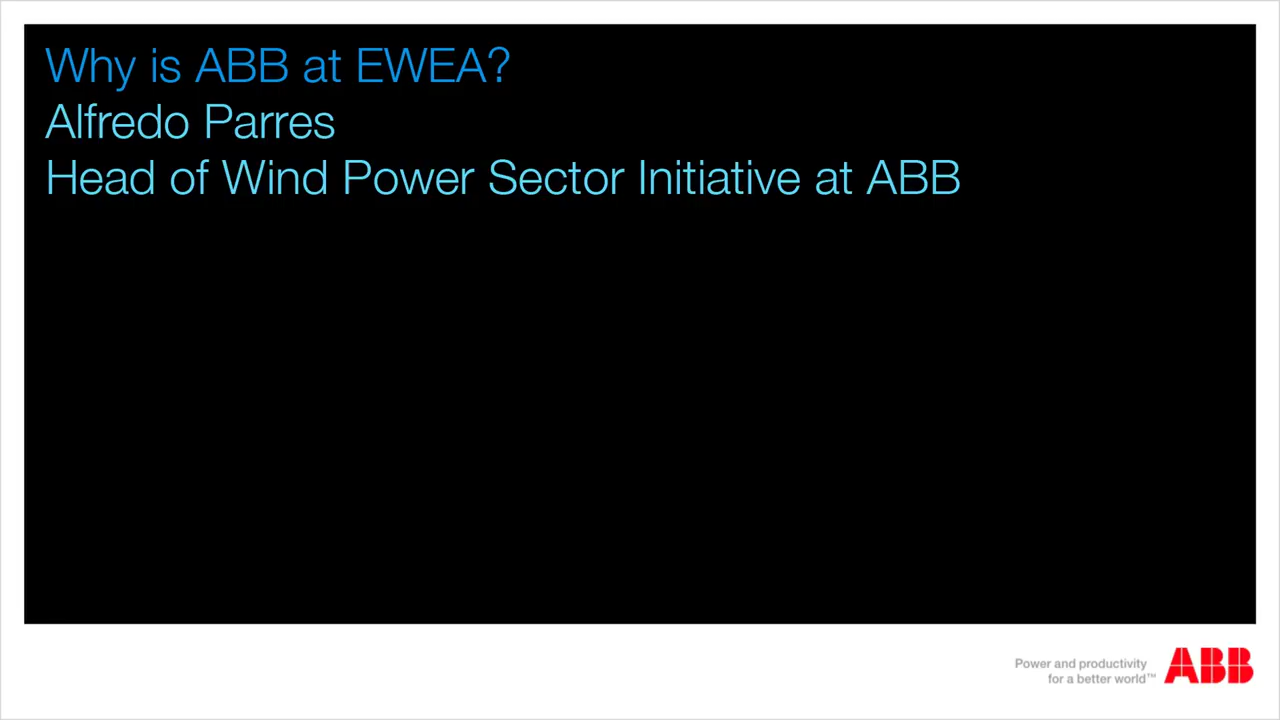 Why is ABB at EWEA?
Alfredo Parres
Head of Wind Power Sector Initiative at ABB
Power and productivity
for a better world™
ABB